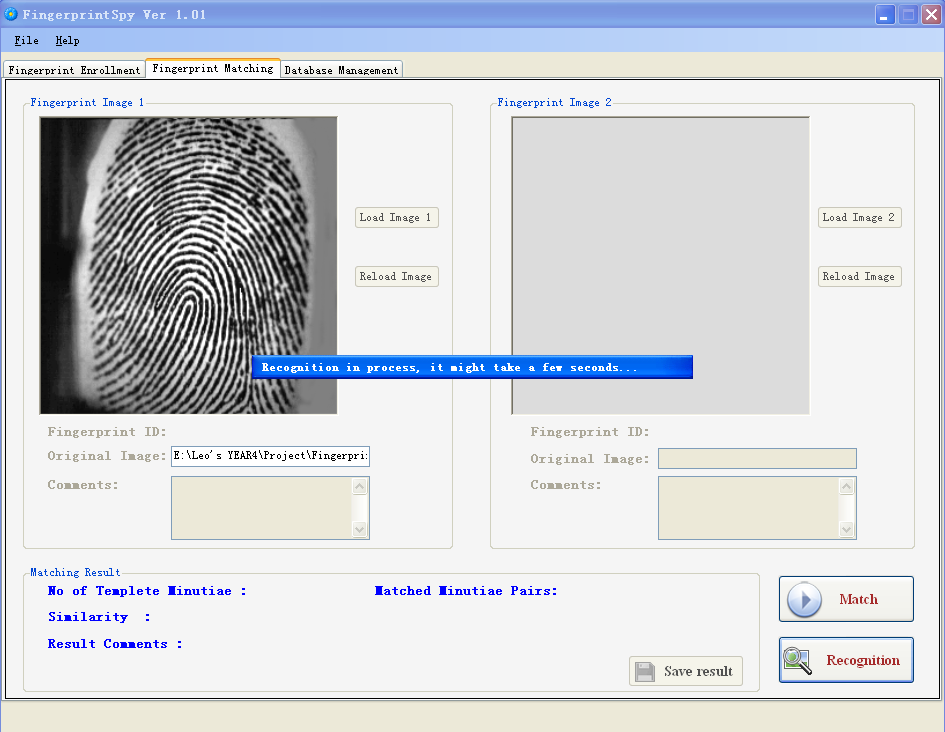 FingerprintSpy Ver 1.01
File Help
Fingerprint Enrollment Fingerprint Matching Database Management
Fingerprint Image 1
Load Image 1
Reload Image
Fingerprint ID:
Original Image: E:\Leo's YEAR4\Project\Fingerpri
Comments:
Fingerprint Image 2
Load Image 2
Reload Image
Fingerprint ID:
Original Image:
Comments:
Recognition in process, it might take a few seconds...
Matching Result
No of Templete Minutiae : Matched Minutiae Pairs:
Similarity :
Result Comments :
Save result
Match
Recognition